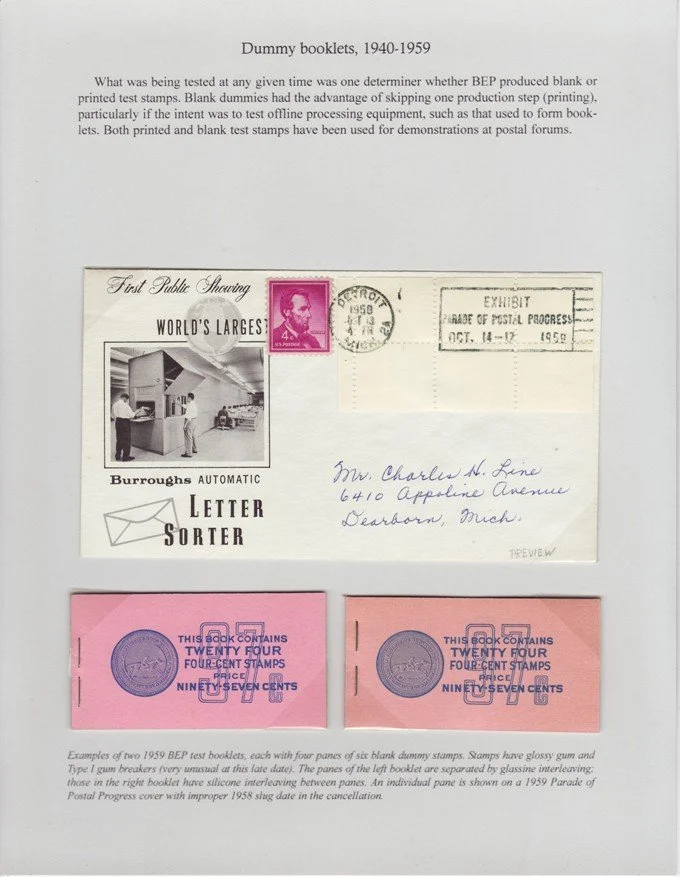 Dummy booklets, 1940-1959
What was being tested at any given time was one determiner whether BEP produced blank or
printed test stamps. Blank dummies had the advantage of skipping one production step (printing),
particularly if the intent was to test offline processing equipment, such as that used to form book-
lets. Both printed and blank test stamps have been used for demonstrations at postal forums.
First Public Showing
WORLD'S LARGEST
4¢
U.S. POSTAGE
DETROIT
1958
OCT 13
4 PM
MICH.
EXHIBIT
PARADE OF POSTAL PROGRESS
OCT. 14-17 1959
Burroughs AUTOMATIC
LETTER
SORTER
Mr. Charles H. Line
6410 Appoline Avenue
Dearborn, Mich.
PREVIEW
97¢
THIS BOOK CONTAINS
TWENTY FOUR
FOUR-CENT STAMPS
PRICE
NINETY-SEVEN CENTS
97¢
THIS BOOK CONTAINS
TWENTY FOUR
FOUR-CENT STAMPS
PRICE
NINETY-SEVEN CENTS
Examples of two 1959 BEP test booklets, each with four panes of six blank dummy stamps. Stamps have glossy gum and
Type I gum breakers (very unusual at this late date). The panes of the left booklet are separated by glassine interleaving;
those in the right booklet have silicone interleaving between panes. An individual pane is shown on a 1959 Parade of
Postal Progress cover with improper 1958 slug date in the cancellation.